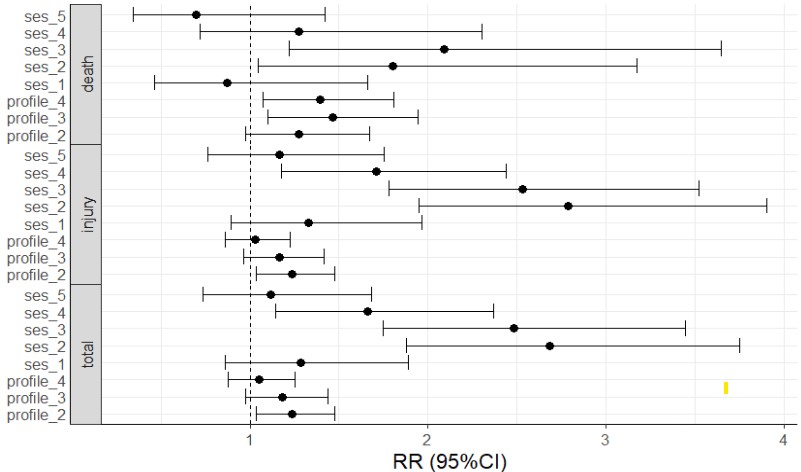 ses_5
ses_4
ses_3
ses_2
ses_1
profile_4
profile_3
profile_2
death
ses_5
ses_4
ses_3
ses_2
ses_1
profile_4
profile_3
profile_2
injury
ses_5
ses_4
ses_3
ses_2
ses_1
profile_4
profile_3
profile_2
total
1 2 3 4
RR (95%CI)